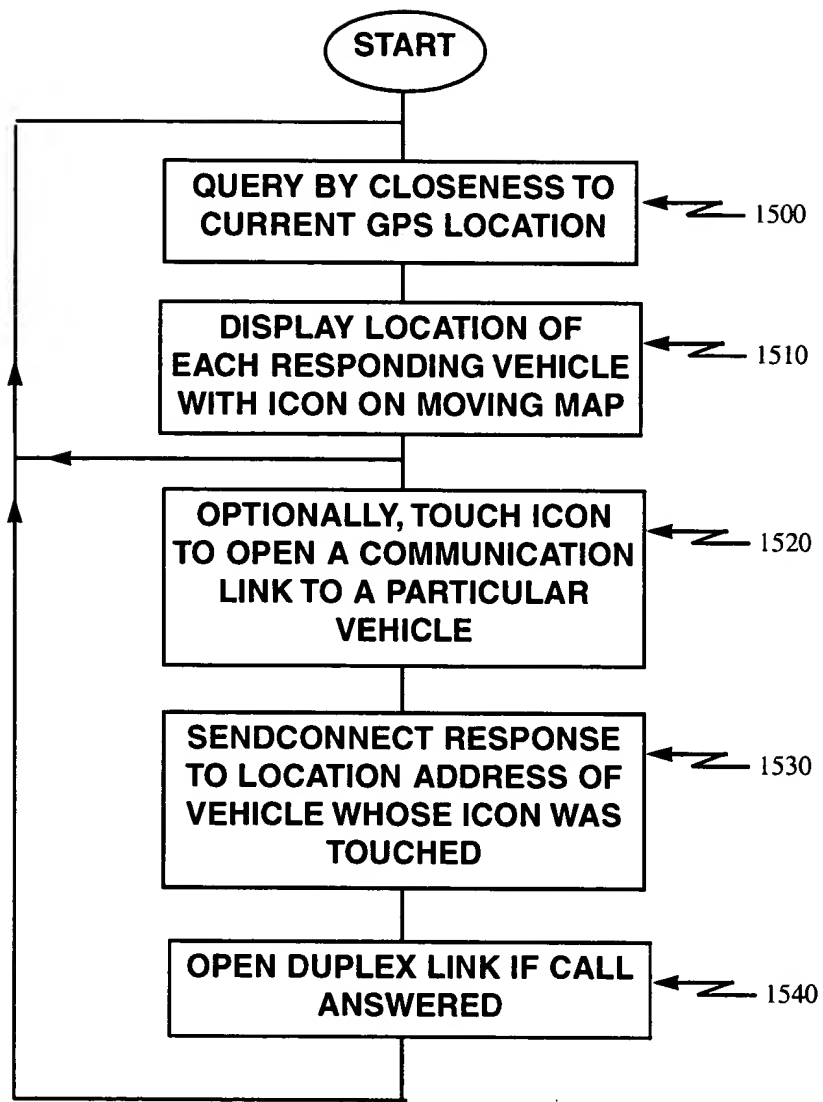 START
QUERY BY CLOSENESS TO
CURRENT GPS LOCATION
1500
DISPLAY LOCATION OF
EACH RESPONDING VEHICLE
WITH ICON ON MOVING MAP
1510
OPTIONALLY, TOUCH ICON
TO OPEN A COMMUNICATION
LINK TO A PARTICULAR
VEHICLE
1520
SENDCONNECT RESPONSE
TO LOCATION ADDRESS OF
VEHICLE WHOSE ICON WAS
TOUCHED
1530
OPEN DUPLEX LINK IF CALL
ANSWERED
1540